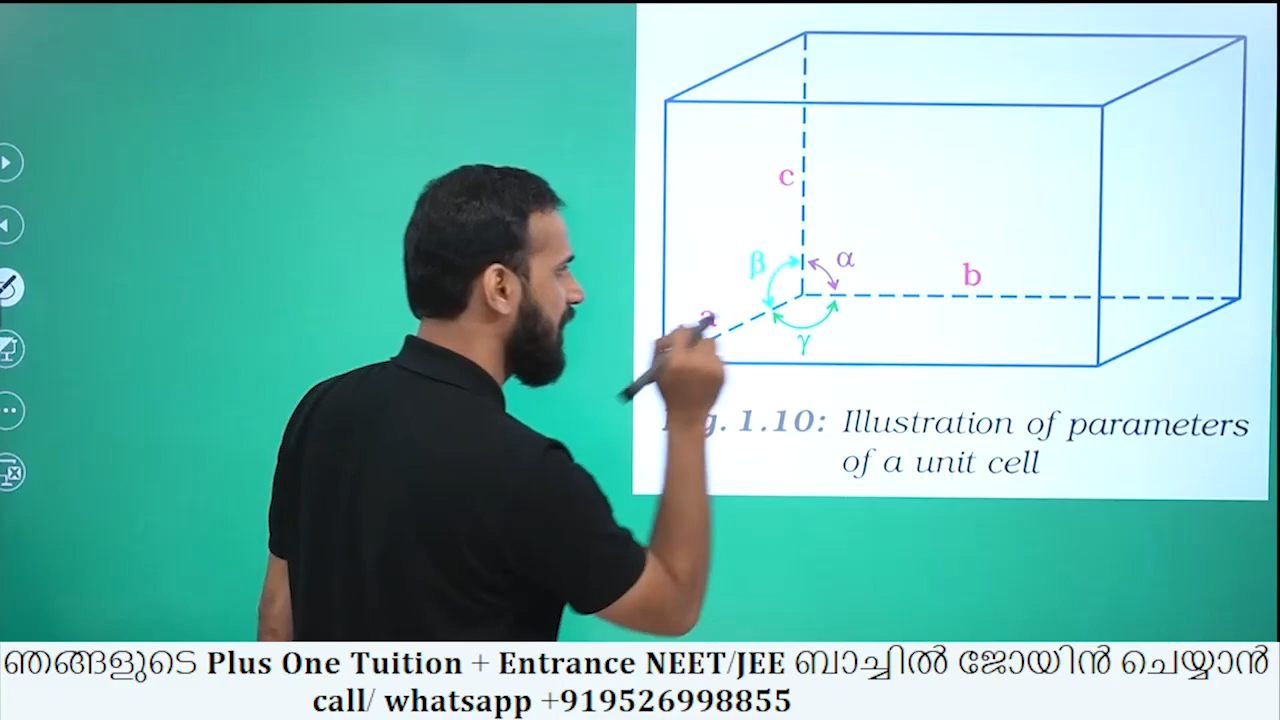 c
β
α
b
a
γ
Fig. 1.10: Illustration of parameters
of a unit cell
ഞങ്ങളുടെ Plus One Tuition + Entrance NEET/JEE ബാച്ചിൽ ജോയിൻ ചെയ്യാൻ
call/ whatsapp +919526998855